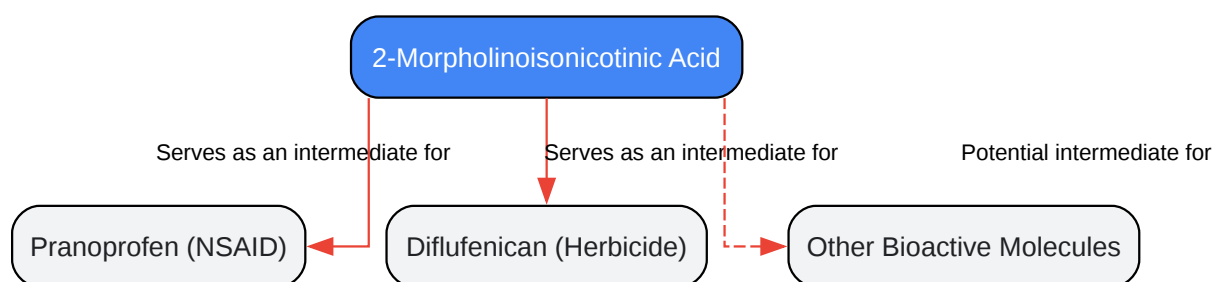 2-Morpholinoisonicotinic Acid
Serves as an intermediate for
Serves as an intermediate for
Potential intermediate for
Pranoprofen (NSAID)
Diflufenican (Herbicide)
Other Bioactive Molecules